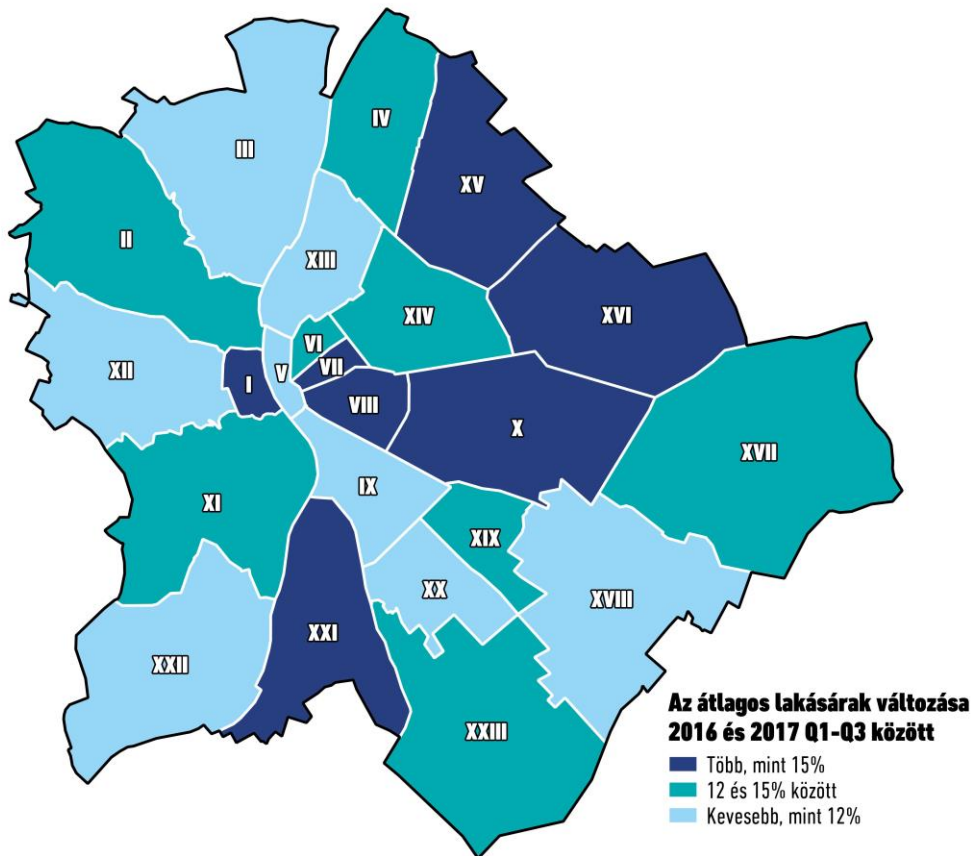 IV
III
XV
II
XIII
XIV
XVI
VI
VII
XII
V
I
VIII
X
XVII
IX
XI
XIX
XX
XVIII
XXI
XXII
XXIII
Az átlagos lakásárak változása
2016 és 2017 Q1-Q3 között
Több, mint 15%
12 és 15% között
Kevesebb, mint 12%